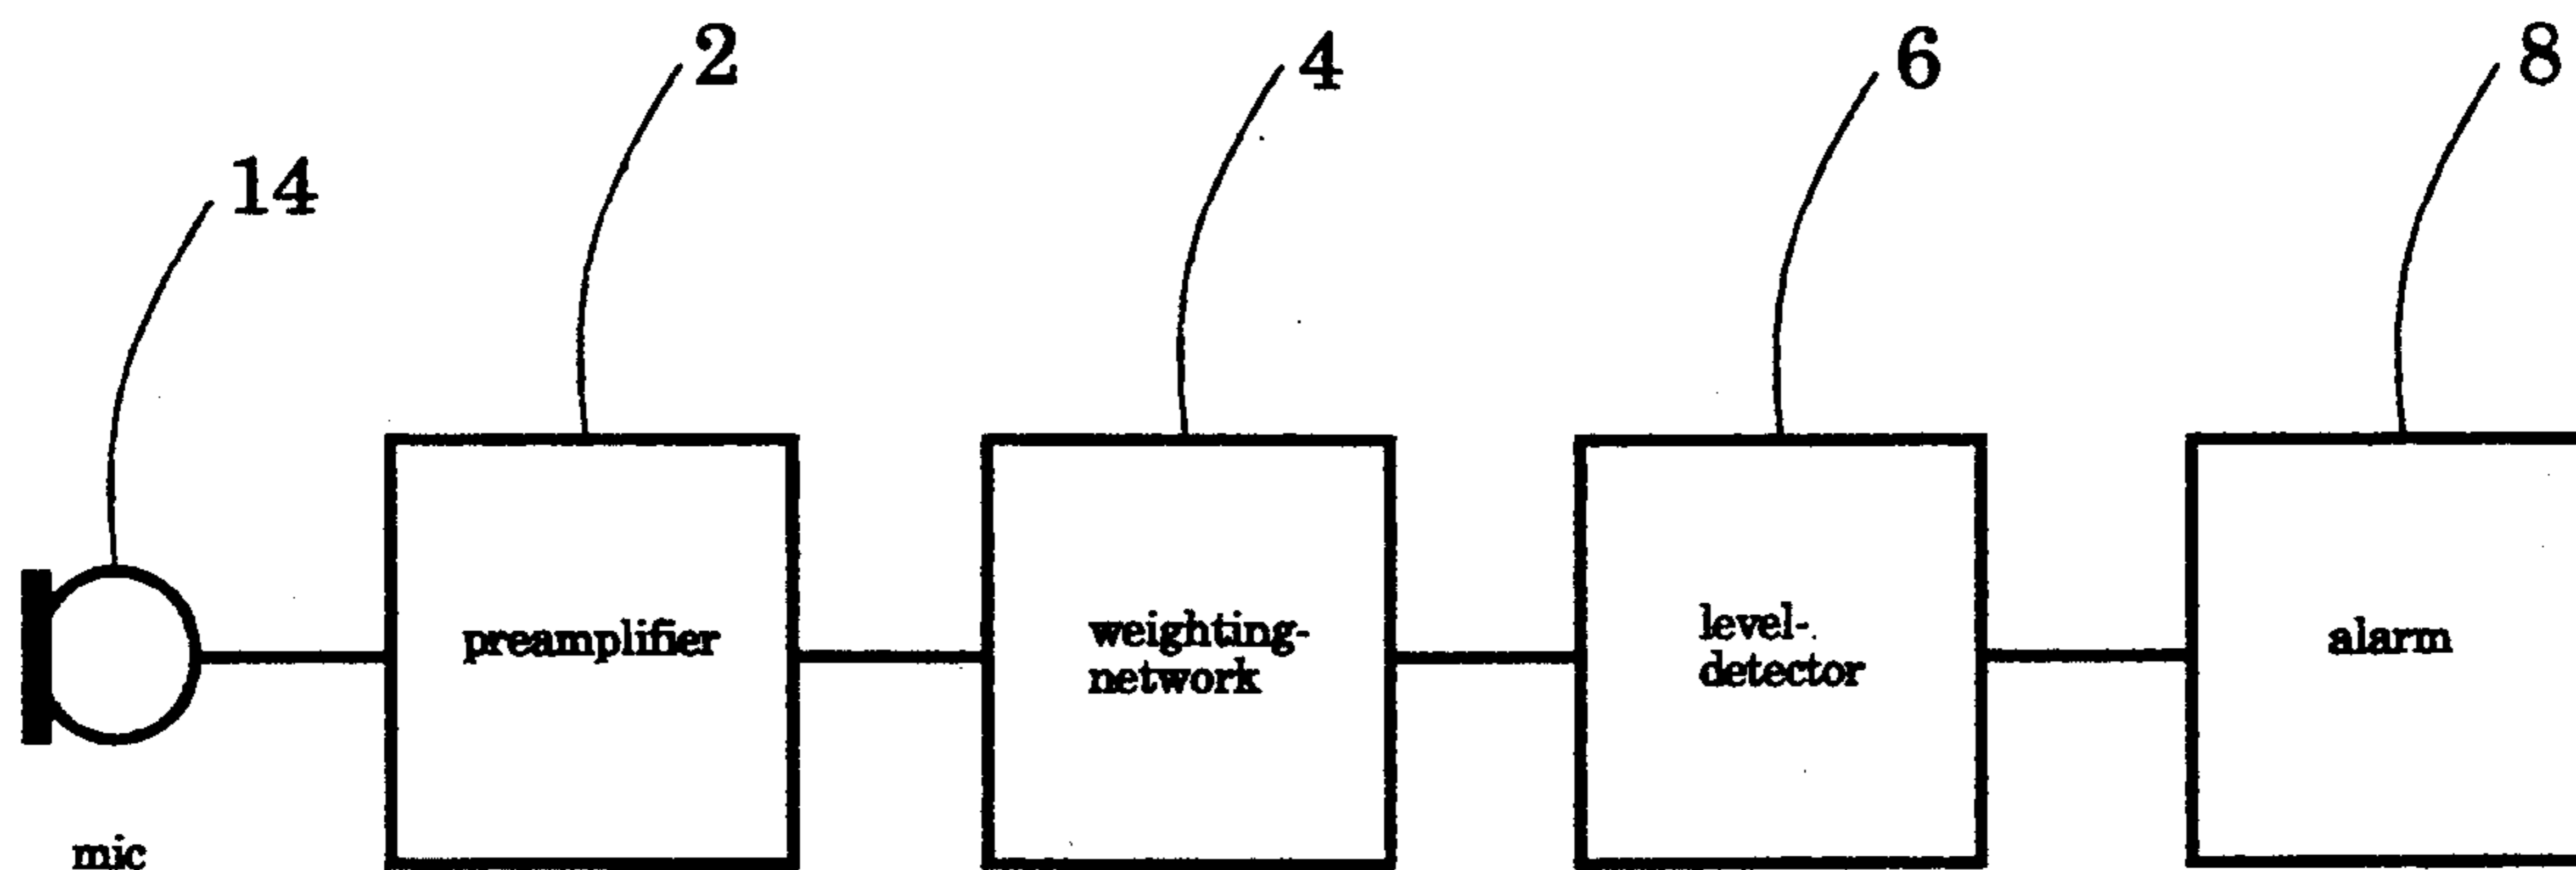 2
4
6
8
14
preamplifier
weighting-
network
level-
detector
alarm
mic